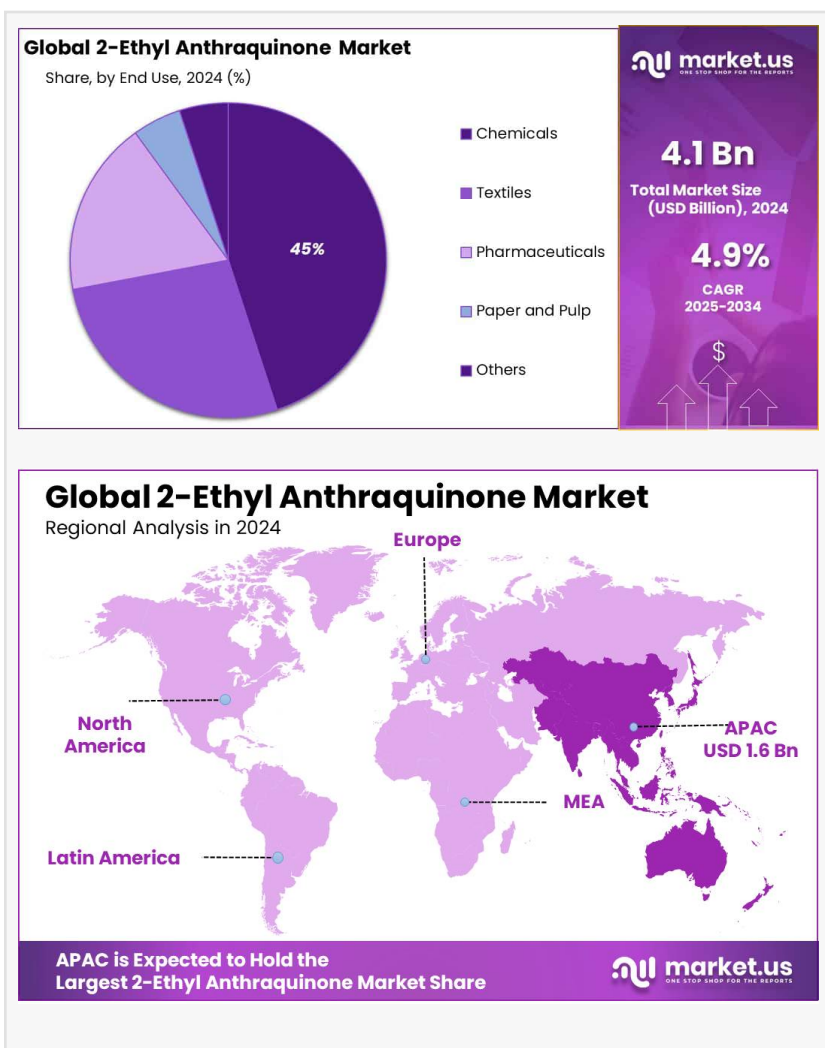 Global 2-Ethyl Anthraquinone Market
Share, by End Use, 2024 (%)
45%
Chemicals
Textiles
Pharmaceuticals
Paper and Pulp
Others
market.us
ONE STOP SHOP FOR THE REPORTS
4.1 Bn
Total Market Size
(USD Billion), 2024
4.9%
CAGR
2025-2034
$
Global 2-Ethyl Anthraquinone Market
Regional Analysis in 2024
Europe
North
America
APAC
USD 1.6 Bn
MEA
Latin America
APAC is Expected to Hold the
Largest 2-Ethyl Anthraquinone Market Share
market.us
ONE STOP SHOP FOR THE REPORTS